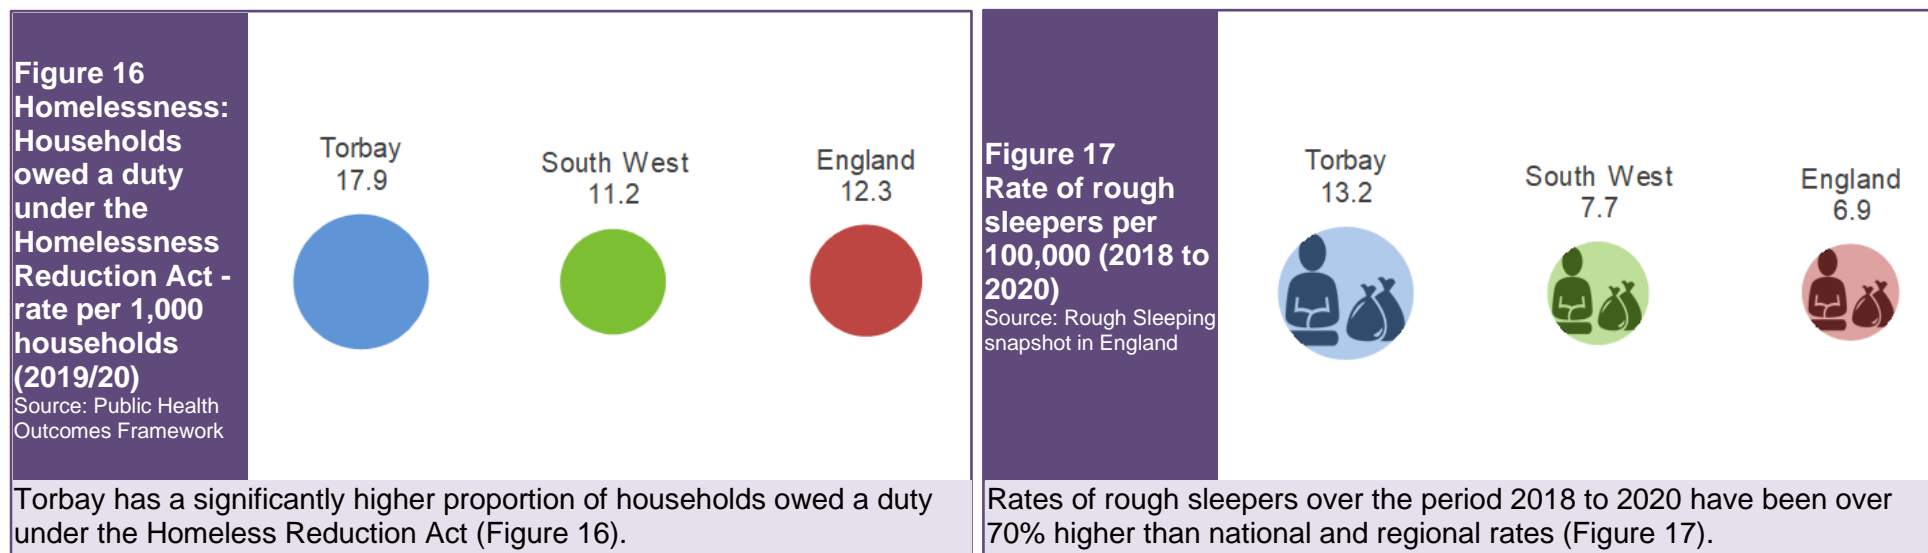 Figure 16
Homelessness:
Households
owed a duty
under the
Homelessness
Reduction Act -
rate per 1,000
households
(2019/20)
Source: Public Health
Outcomes Framework
Torbay
17.9
South West
11.2
England
12.3
Torbay has a significantly higher proportion of households owed a duty
under the Homeless Reduction Act (Figure 16).
Figure 17
Rate of rough
sleepers per
100,000 (2018 to
2020)
Source: Rough Sleeping
snapshot in England
Torbay
13.2
South West
7.7
England
6.9
Rates of rough sleepers over the period 2018 to 2020 have been over
70% higher than national and regional rates (Figure 17).